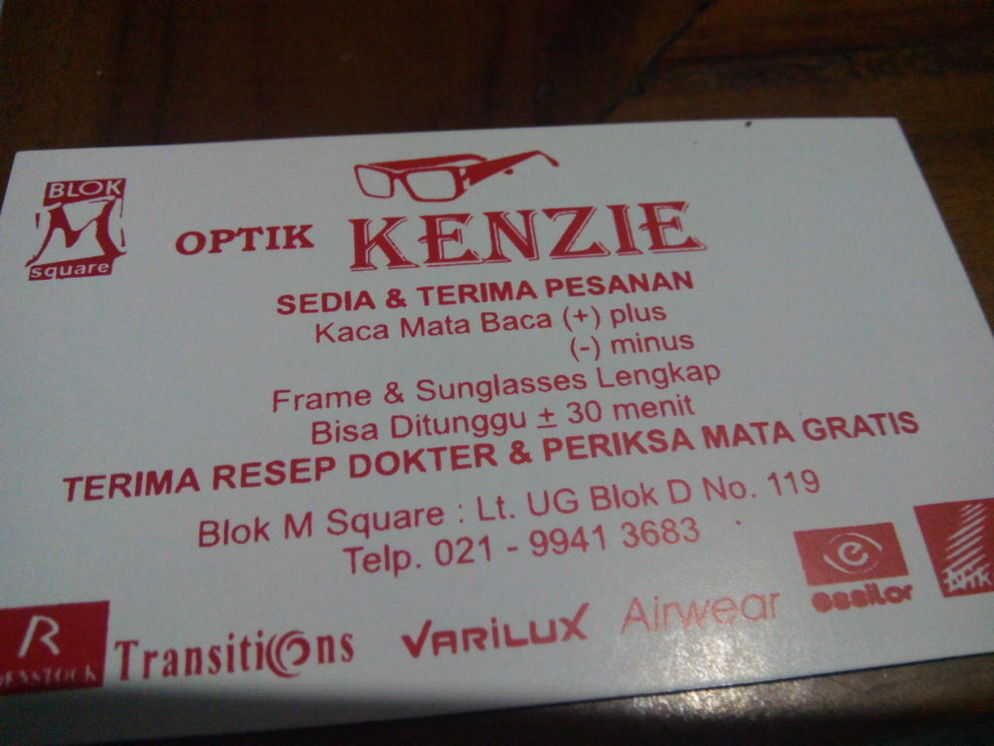 BLOK
M
square
OPTIK KENZIE
SEDIA & TERIMA PESANAN
Kaca Mata Baca (+) plus
(-) minus
Frame & Sunglasses Lengkap
Bisa Ditunggu ± 30 menit
TERIMA RESEP DOKTER & PERIKSA MATA GRATIS
Blok M Square : Lt. UG Blok D No. 119
Telp. 021 - 9941 3683
R
Transitions
VARiLUX
Airwear
essilor